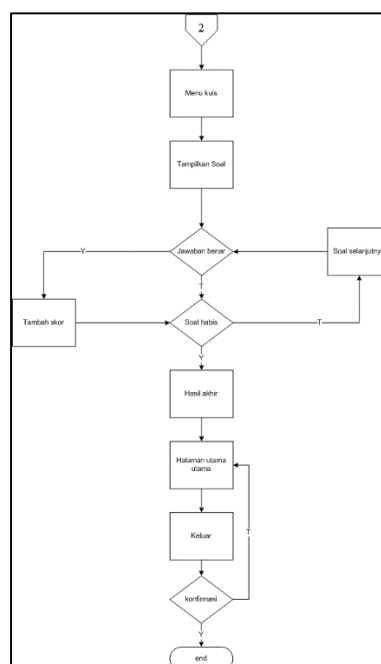 2
Menu kuis
Tampilkan Soal
Jawaban benar
Soal selanjutny
Y
T
Tambah skor
Soal habis
T
Y
Hasil akhir
Halaman utama
utama
Keluar
T
konfirmasi
Y
end